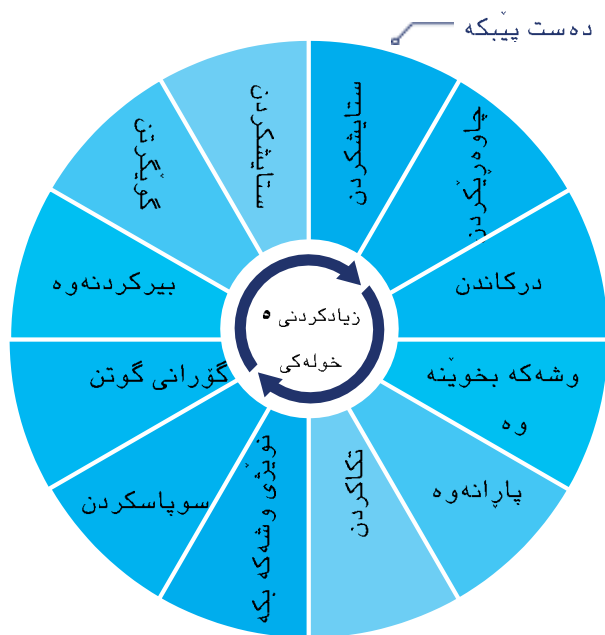 دەست پێبکە
ستایشکردن
چاوەڕێکردن
درکاندن
وشەکە بخوێنە
وە
پاڕانەوە
تکاکردن
نوێژی وشەکە بکە
سوپاسکردن
گۆرانی گوتن
بیرکردنەوە
گوێگرتن
ستایشکردن
زیادکردنی ٥
خولەکی